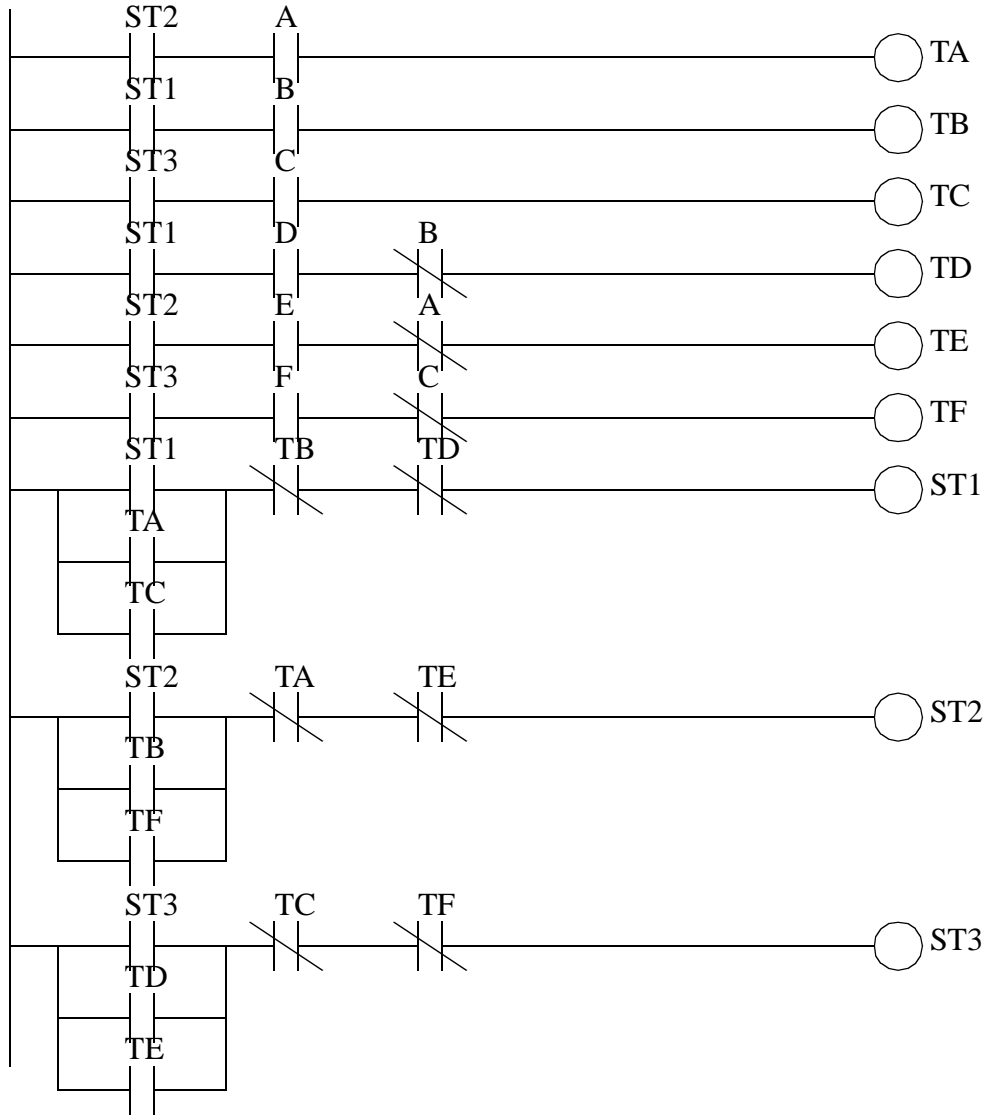 ST2 A
TA
ST1 B
TB
ST3 C
TC
ST1 D B
TD
ST2 E A
TE
ST3 F C
TF
ST1 TB TD
ST1
TA
TC
ST2 TA TE
ST2
TB
TF
ST3 TC TF
ST3
TD
TE